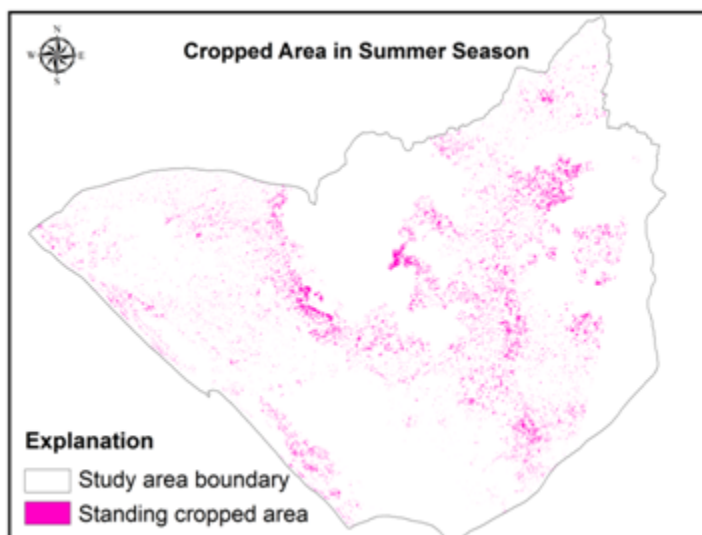 N
W E
S
Cropped Area in Summer Season
Explanation
Study area boundary
Standing cropped area